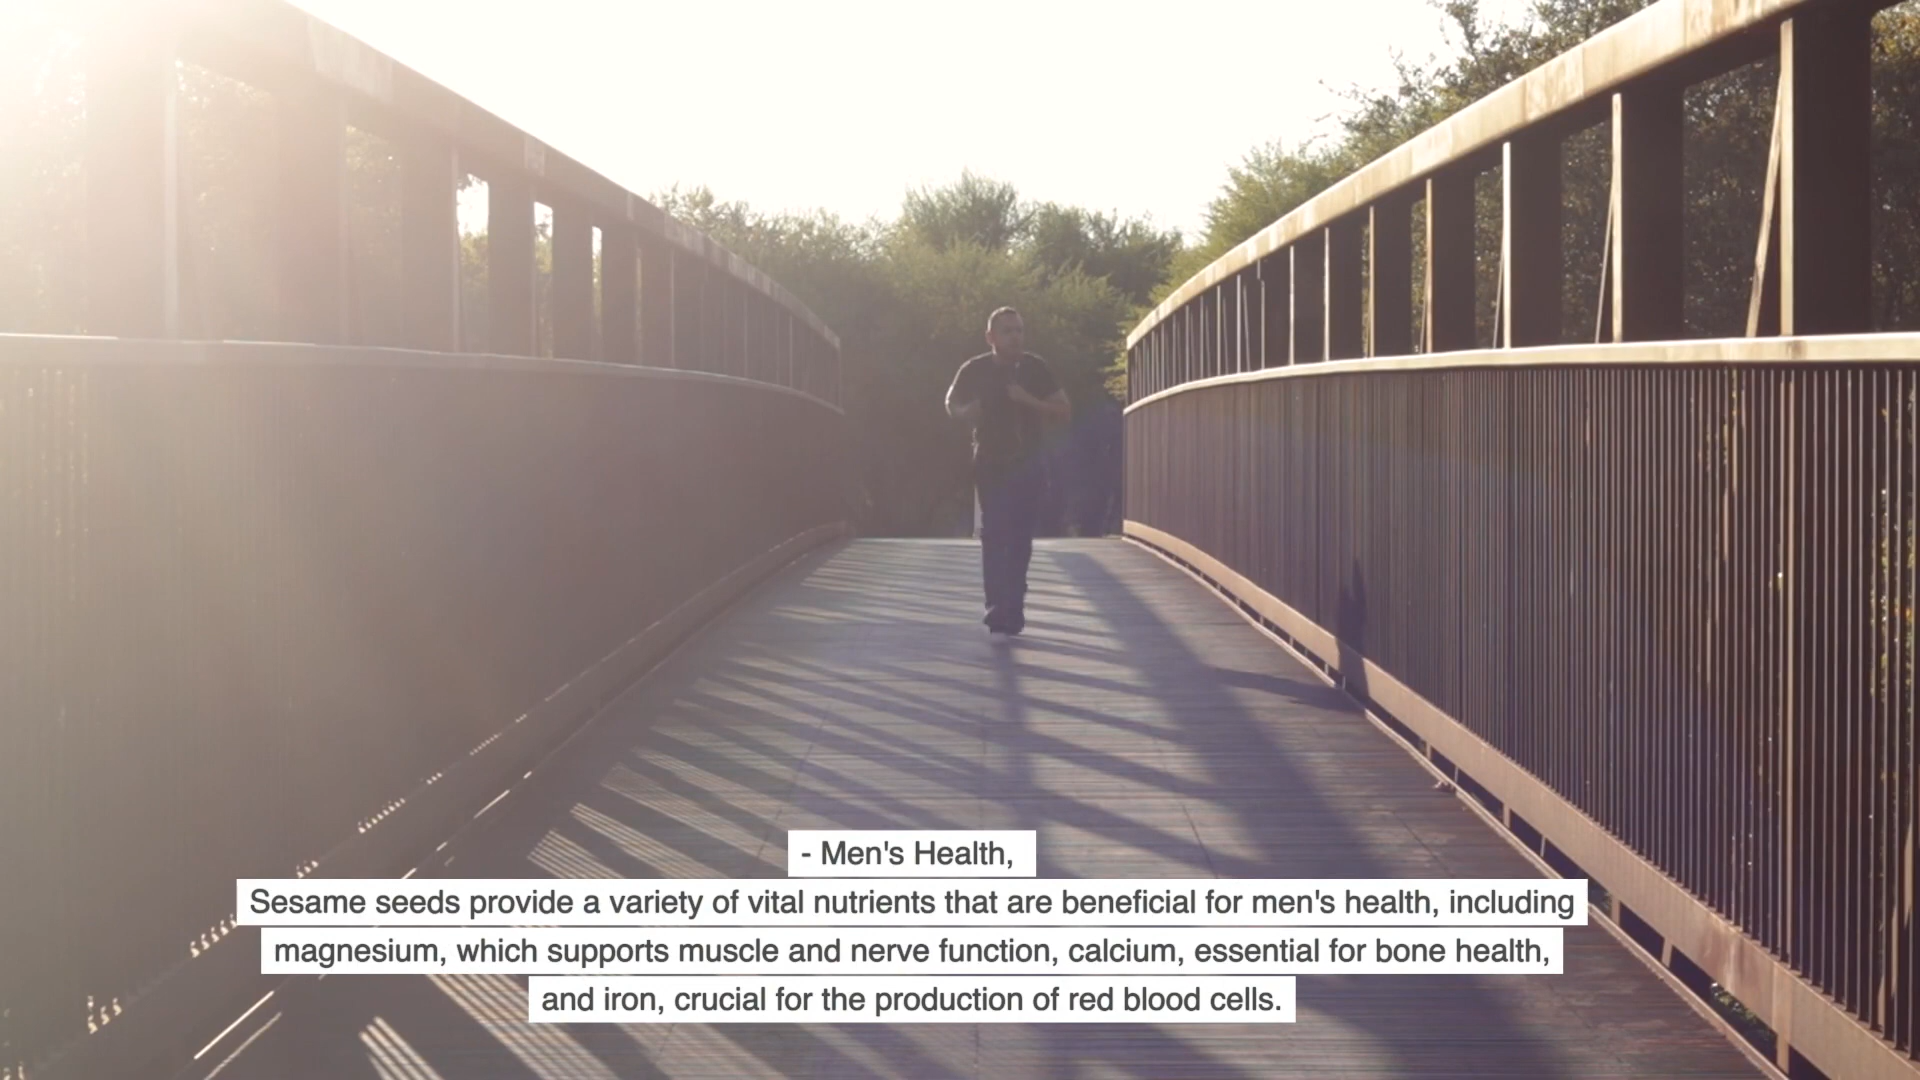 - Men's Health,
Sesame seeds provide a variety of vital nutrients that are beneficial for men's health, including
magnesium, which supports muscle and nerve function, calcium, essential for bone health,
and iron, crucial for the production of red blood cells.